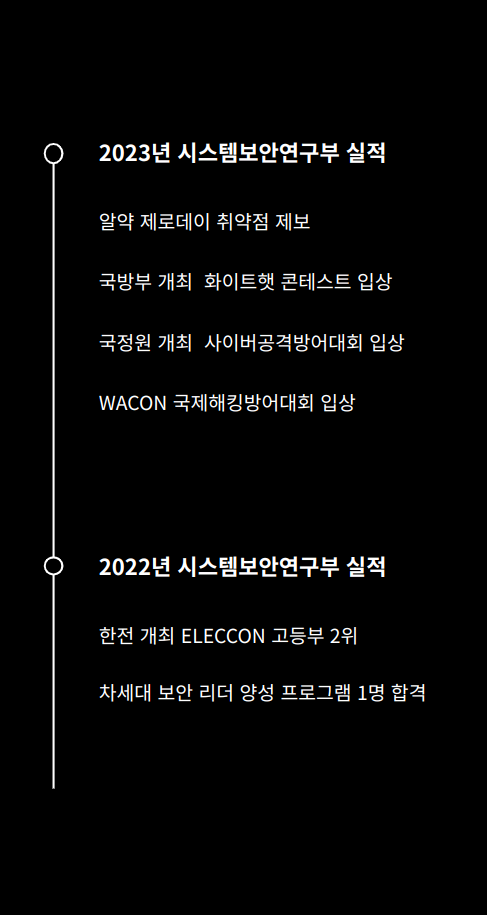 2023년 시스템보안연구부 실적
알약 제로데이 취약점 제보
국방부 개최  화이트햇 콘테스트 입상
국정원 개최  사이버공격방어대회 입상
WACON 국제해킹방어대회 입상
2022년 시스템보안연구부 실적
한전 개최 ELECCON 고등부 2위
차세대 보안 리더 양성 프로그램 1명 합격